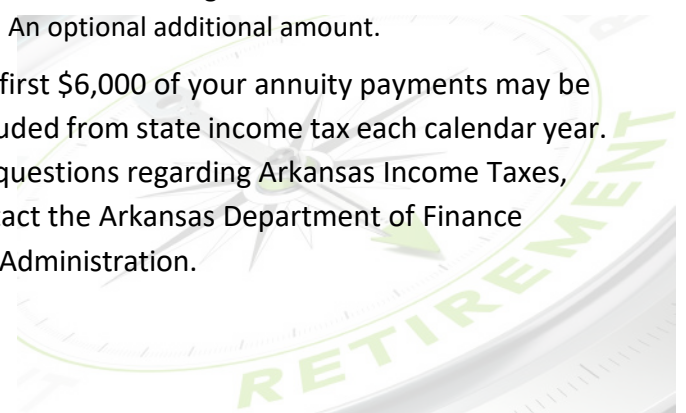 An optional additional amount.
first $6,000 of your annuity payments may be
uded from state income tax each calendar year.
questions regarding Arkansas Income Taxes,
tact the Arkansas Department of Finance
Administration.
RETIREMENT